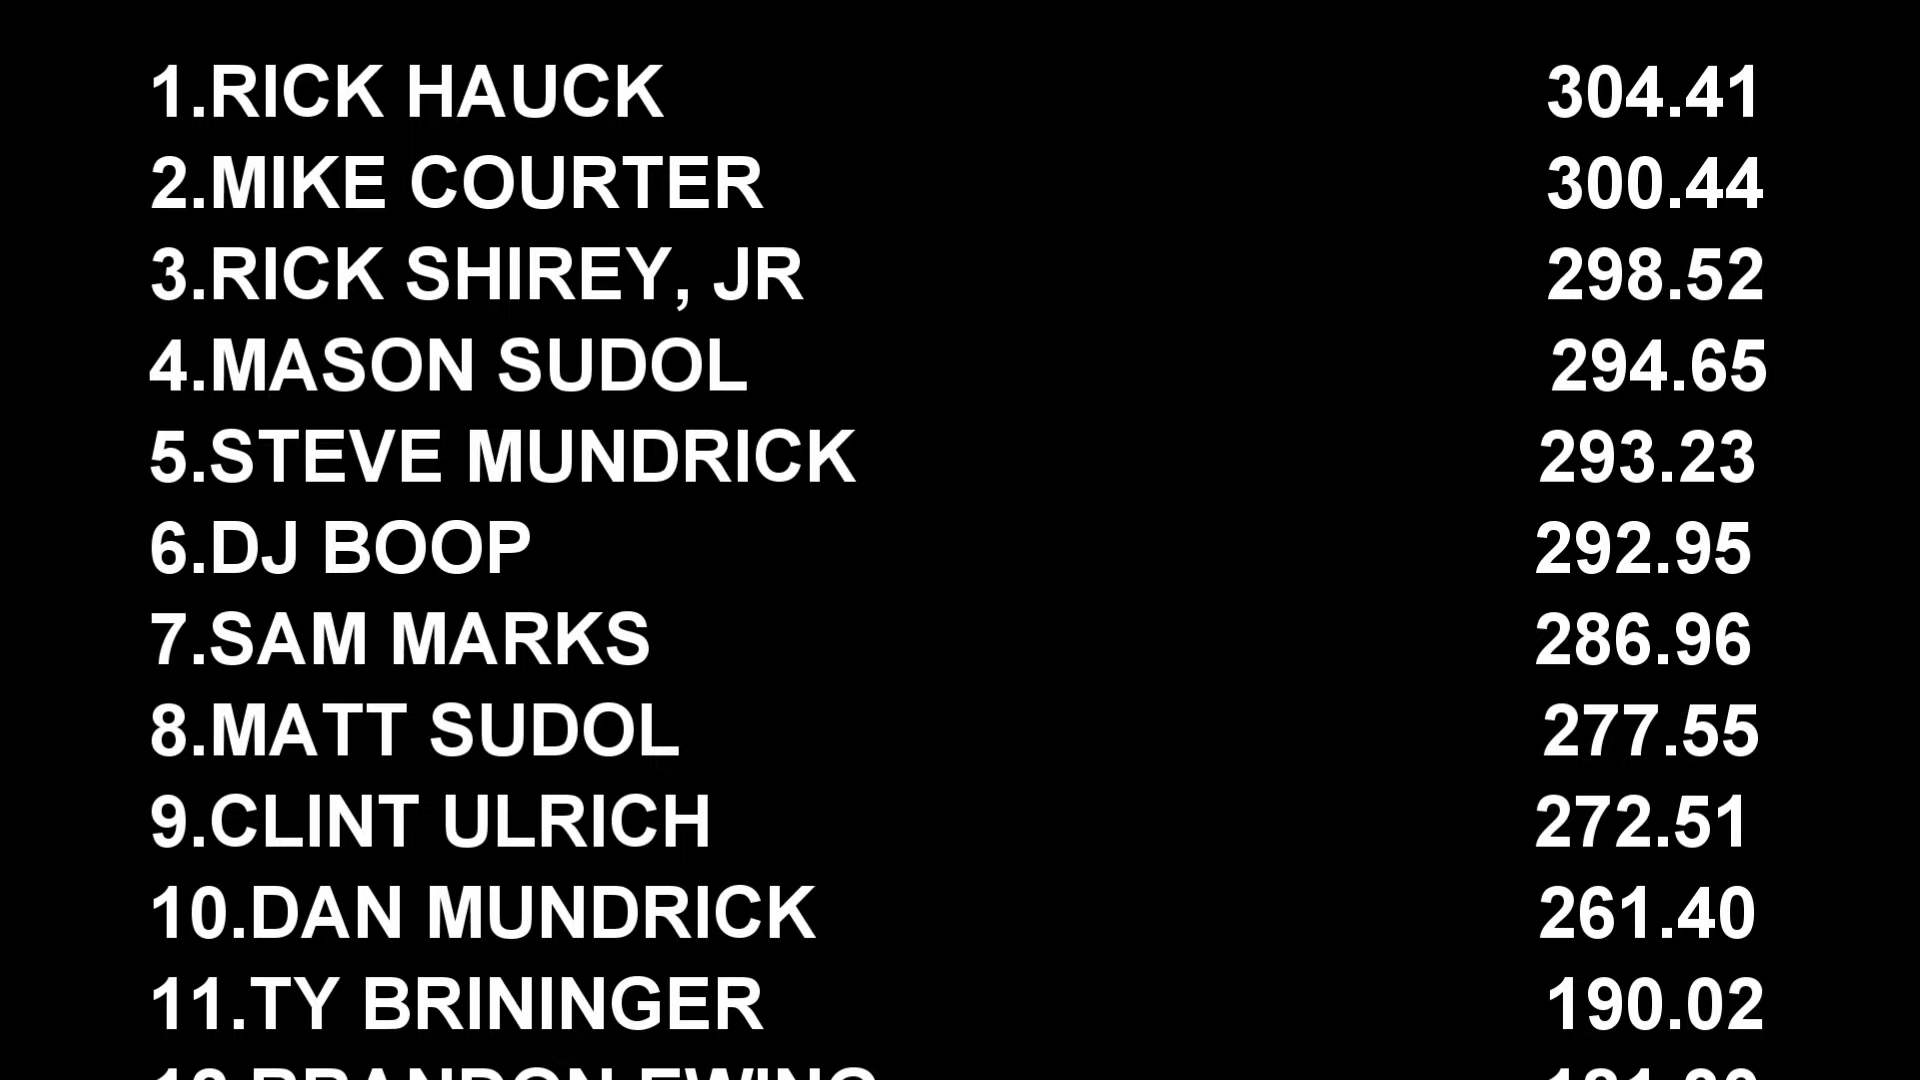 1.RICK HAUCK 304.41
2.MIKE COURTER 300.44
3.RICK SHIREY, JR 298.52
4.MASON SUDOL 294.65
5.STEVE MUNDRICK 293.23
6.DJ BOOP 292.95
7.SAM MARKS 286.96
8.MATT SUDOL 277.55
9.CLINT ULRICH 272.51
10.DAN MUNDRICK 261.40
11.TY BRININGER 190.02
BRANDON EWING